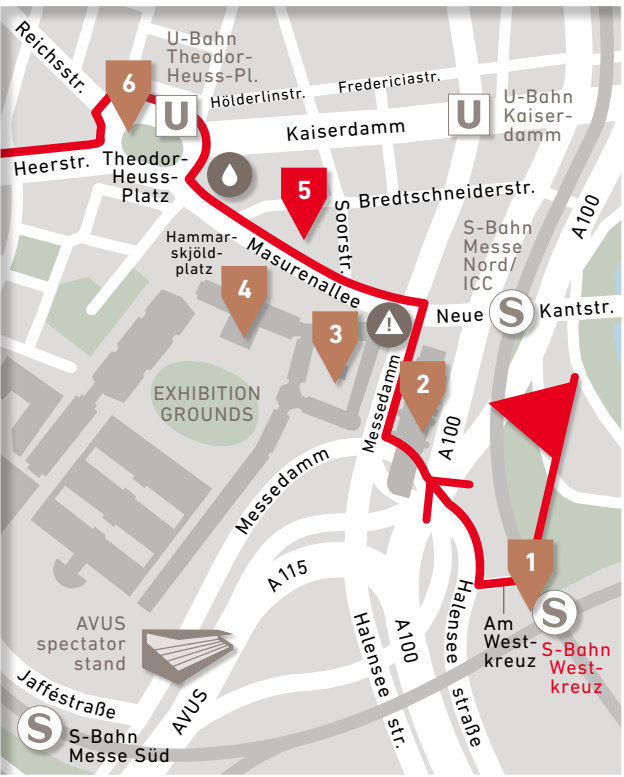 Reichsstr.
U-Bahn
Theodor-
Heuss-Pl.
6
U
Hölderlinstr.
Fredericiastr.
U
U-Bahn
Kaiser-
damm
Kaiserdamm
Heerstr.
Theodor-
Heuss-
Platz
5
Soorstr.
Bredtschneiderstr.
A100
S-Bahn
Messe
Nord/
ICC
Hammar-
skjöld-
platz
Masurenallee
4
3
!
Neue
S
Kantstr.
2
Messedamm
EXHIBITION
GROUNDS
A100
Messedamm
A115
1
S
Am
West-
kreuz
S-Bahn
West-
kreuz
Halensee
straße
A100
Halensee
str.
AVUS
spectator
stand
AVUS
Jafféstraße
S
S-Bahn
Messe Süd